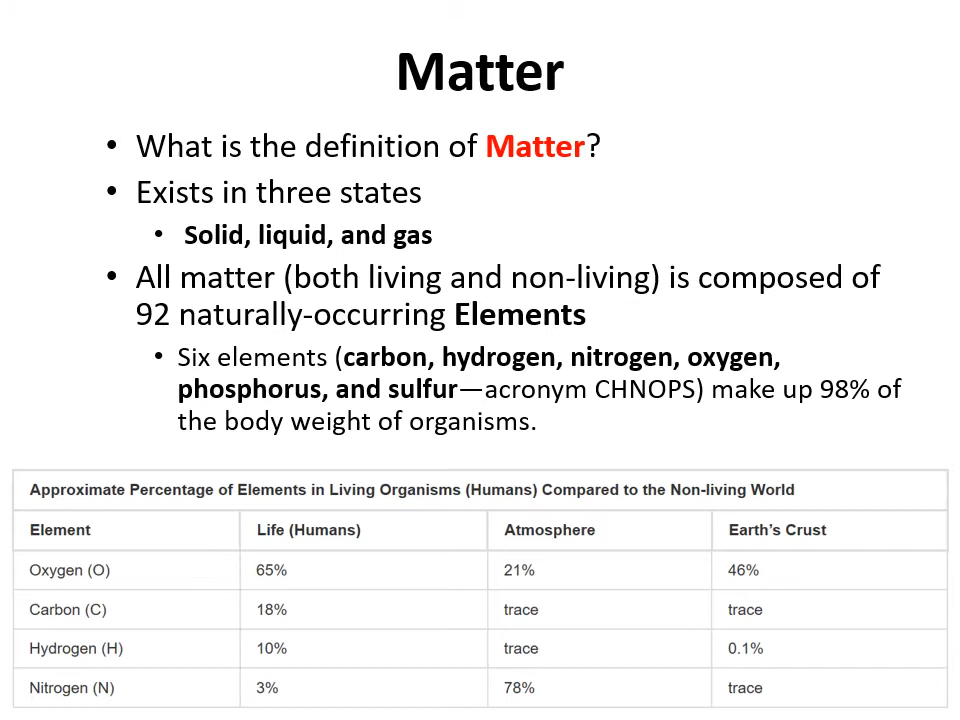 Matter
• What is the definition of Matter?
• Exists in three states
• Solid, liquid, and gas
• All matter (both living and non-living) is composed of
92 naturally-occurring Elements
• Six elements (carbon, hydrogen, nitrogen, oxygen,
phosphorus, and sulfur—acronym CHNOPS) make up 98% of
the body weight of organisms.
Approximate Percentage of Elements in Living Organisms (Humans) Compared to the Non-living World
Element Life (Humans) Atmosphere Earth’s Crust
Oxygen (O) 65% 21% 46%
Carbon (C) 18% trace trace
Hydrogen (H) 10% trace 0.1%
Nitrogen (N) 3% 78% trace